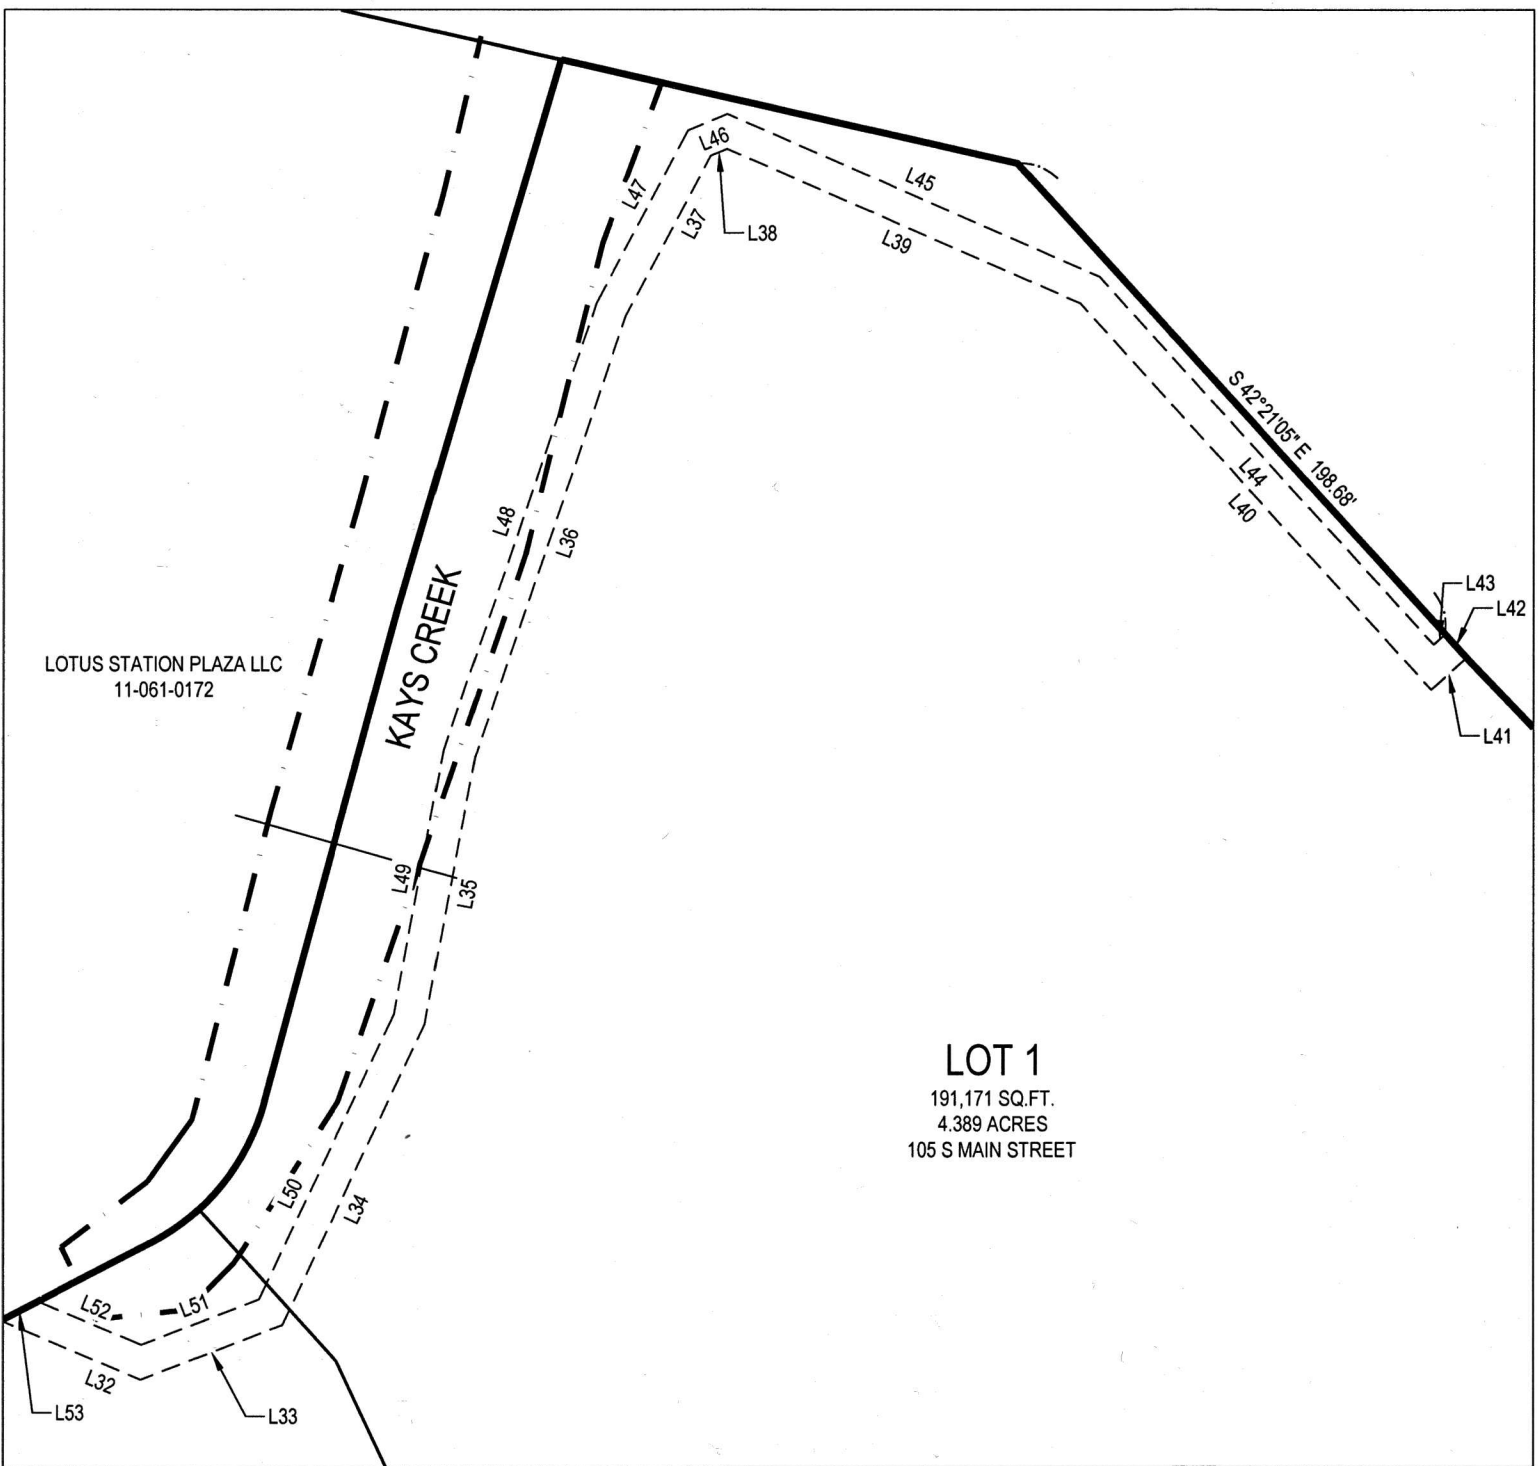 L46
L45
L47
L37
L38
L39
S 42°21'05" E 198.68'
L44
L40
L48
L36
L43
L42
KAYS CREEK
LOTUS STATION PLAZA LLC
11-061-0172
L41
L49
L35
LOT 1
191,171 SQ.FT.
4.389 ACRES
105 S MAIN STREET
L50
L34
L52
L51
L32
L53
L33